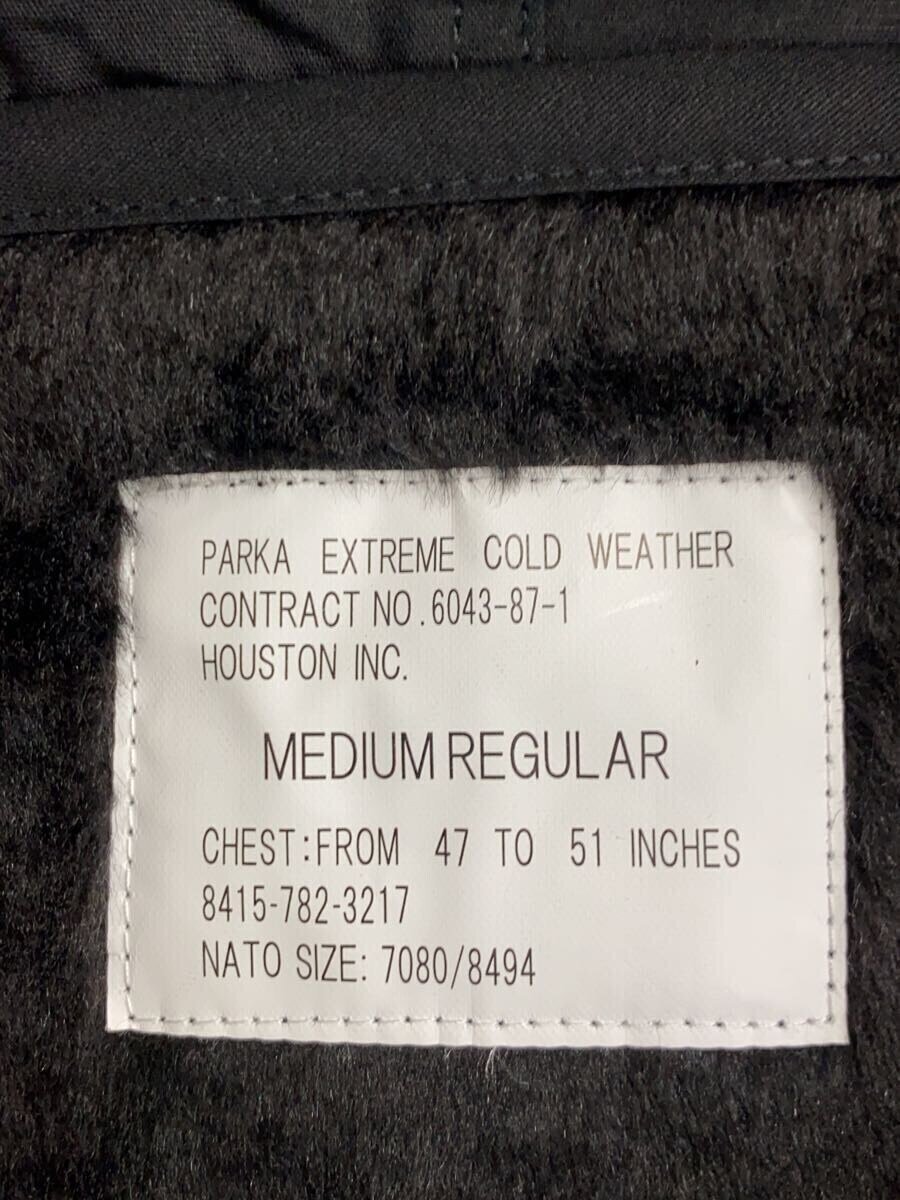 PARKA EXTREME COLD WEATHER
CONTRACT NO.6043-87-1
HOUSTON INC.
MEDIUM REGULAR
CHEST:FROM 47 TO 51 INCHES
8415-782-3217
NATO SIZE: 7080/8494